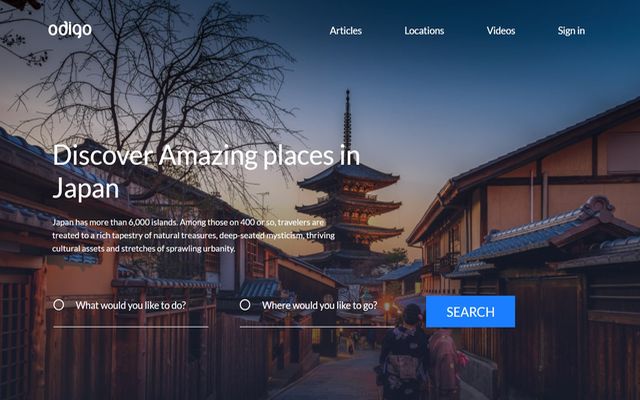 odigo
Articles
Locations
Videos
Sign in
Discover Amazing places in
Japan
Japan has more than 6,000 islands. Among those on 400 or so, travelers are
treated to a rich tapestry of natural treasures, deep-seated mysticism, thriving
cultural assets and stretches of sprawling urbanity.
What would you like to do?
Where would you like to go?
SEARCH